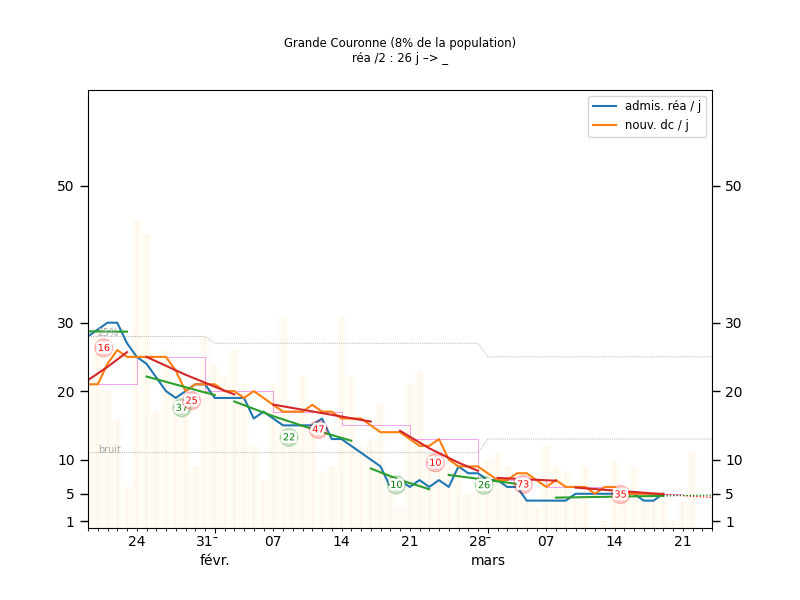 Grande Couronne (8% de la population)
réa /2 : 26 j –> _
admis. réa / j
nouv. dc / j
50 50
30 30
25%
16
20 20
37 25
22 47
bruit
10 10
10
10 26 73
35
5 5
1 1
24 31 07 14 21 28 07 14 21
févr. mars